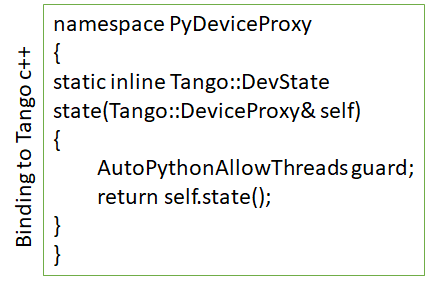 Binding to Tango c++
namespace PyDeviceProxy
{
static inline Tango::DevState
state(Tango::DeviceProxy& self)
{
AutoPythonAllowThreads guard;
return self.state();
}
}